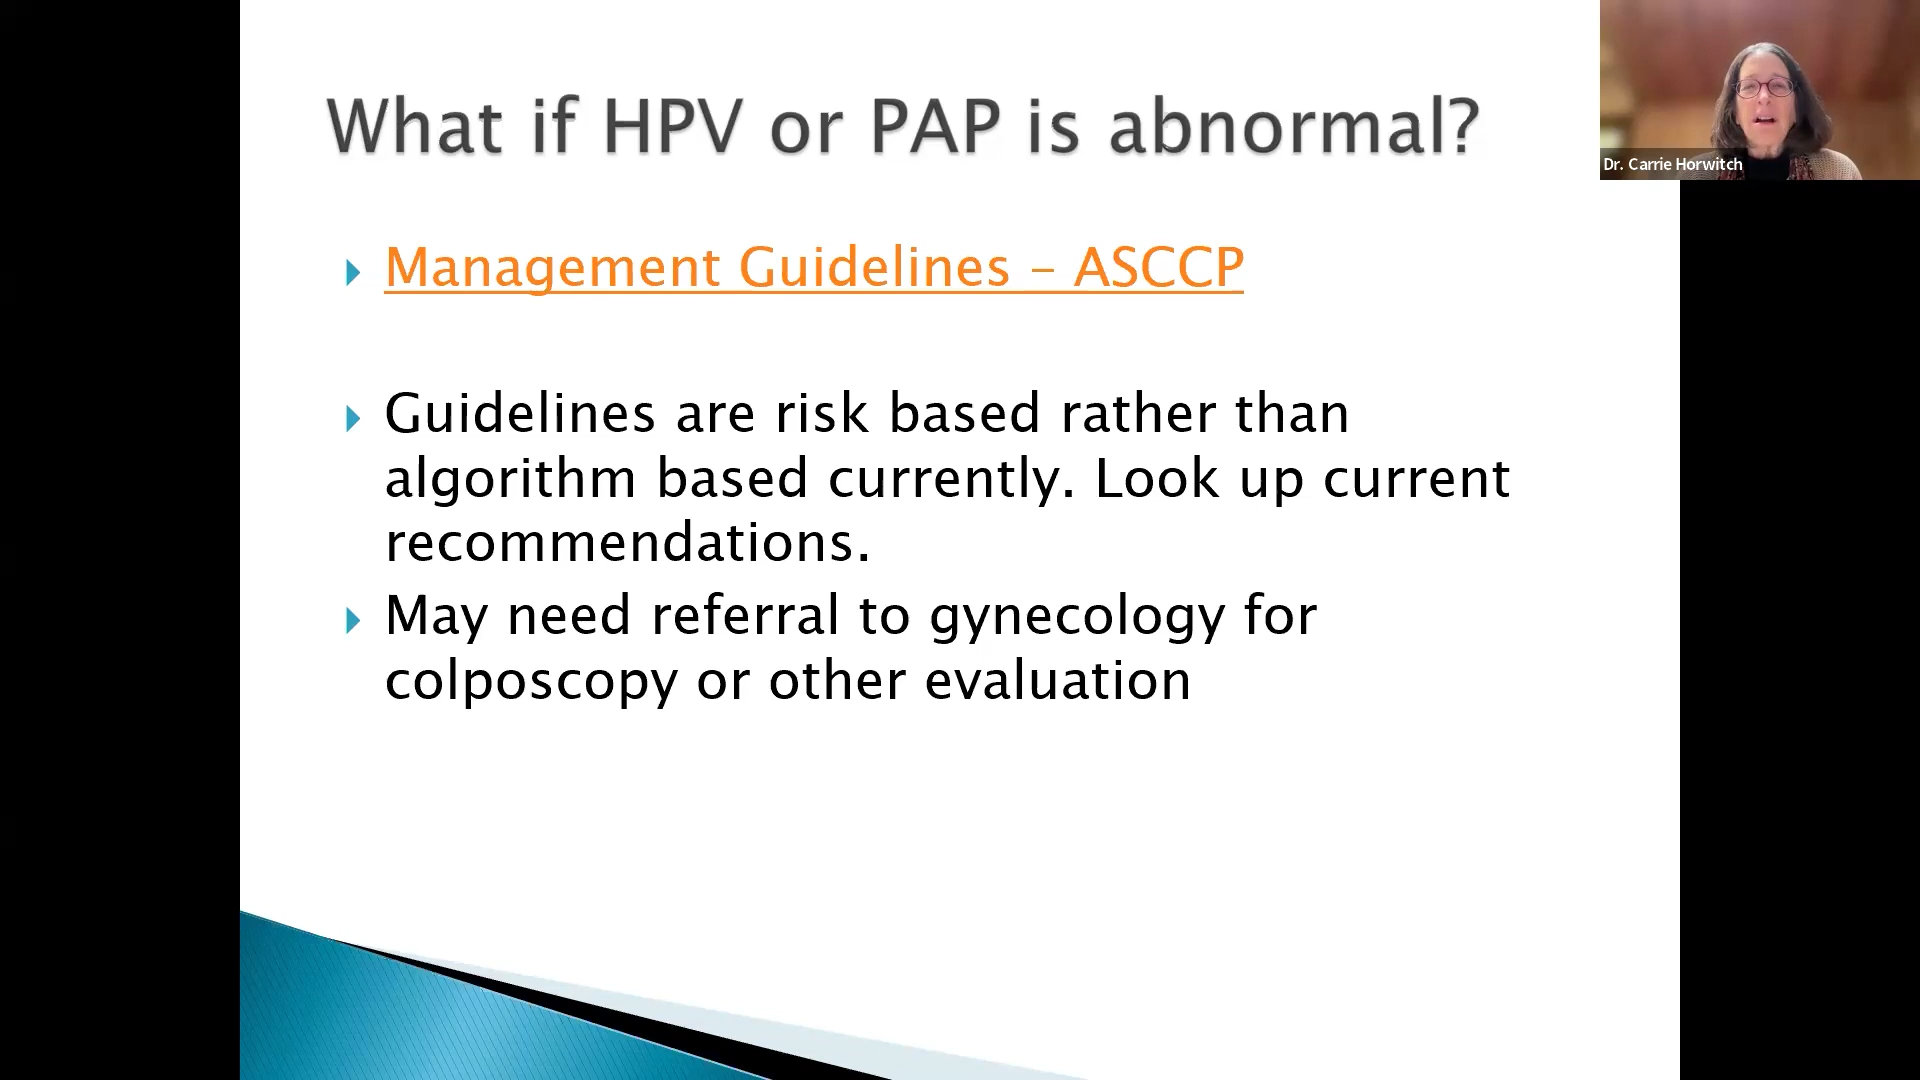 What if HPV or PAP is abnormal?
Dr. Carrie Horwitch
Management Guidelines – ASCCP
Guidelines are risk based rather than
algorithm based currently. Look up current
recommendations.
May need referral to gynecology for
colposcopy or other evaluation